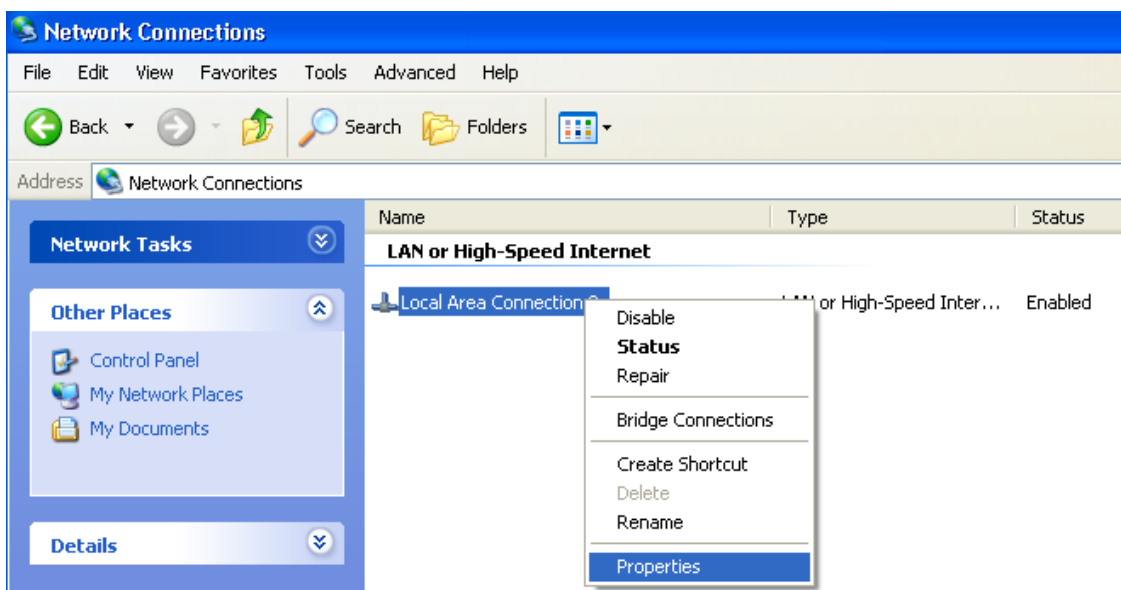 Network Connections
File Edit View Favorites Tools Advanced Help
Back Search Folders
Address Network Connections
Name Type Status
Network Tasks
LAN or High-Speed Internet
Other Places
Local Area Connection or High-Speed Inter... Enabled
Control Panel
My Network Places
My Documents
Details
Disable
Status
Repair
Bridge Connections
Create Shortcut
Delete
Rename
Properties